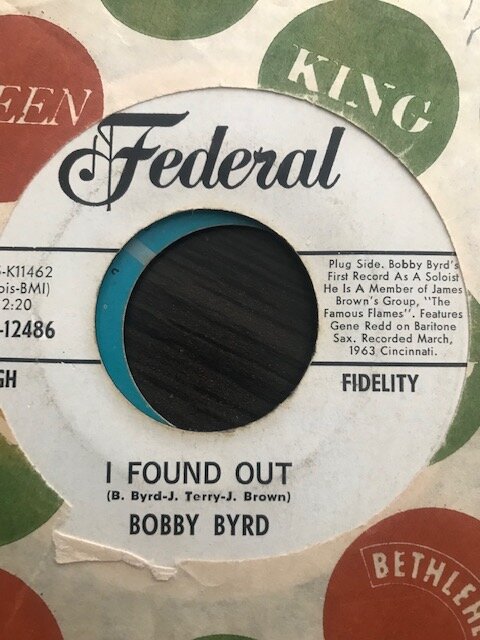 EEN
KING
Federal
-K11462
ois-BMI)
2:20
-12486
GH
Plug Side. Bobby Byrd's
First Record As A Soloist
He Is A Member of James
Brown's Group, "The
Famous Flames". Features
Gene Redd on Baritone
Sax. Recorded March,
1963 Cincinnati.
FIDELITY
I FOUND OUT
(B. Byrd-J. Terry-J. Brown)
BOBBY BYRD
BETHLEHE